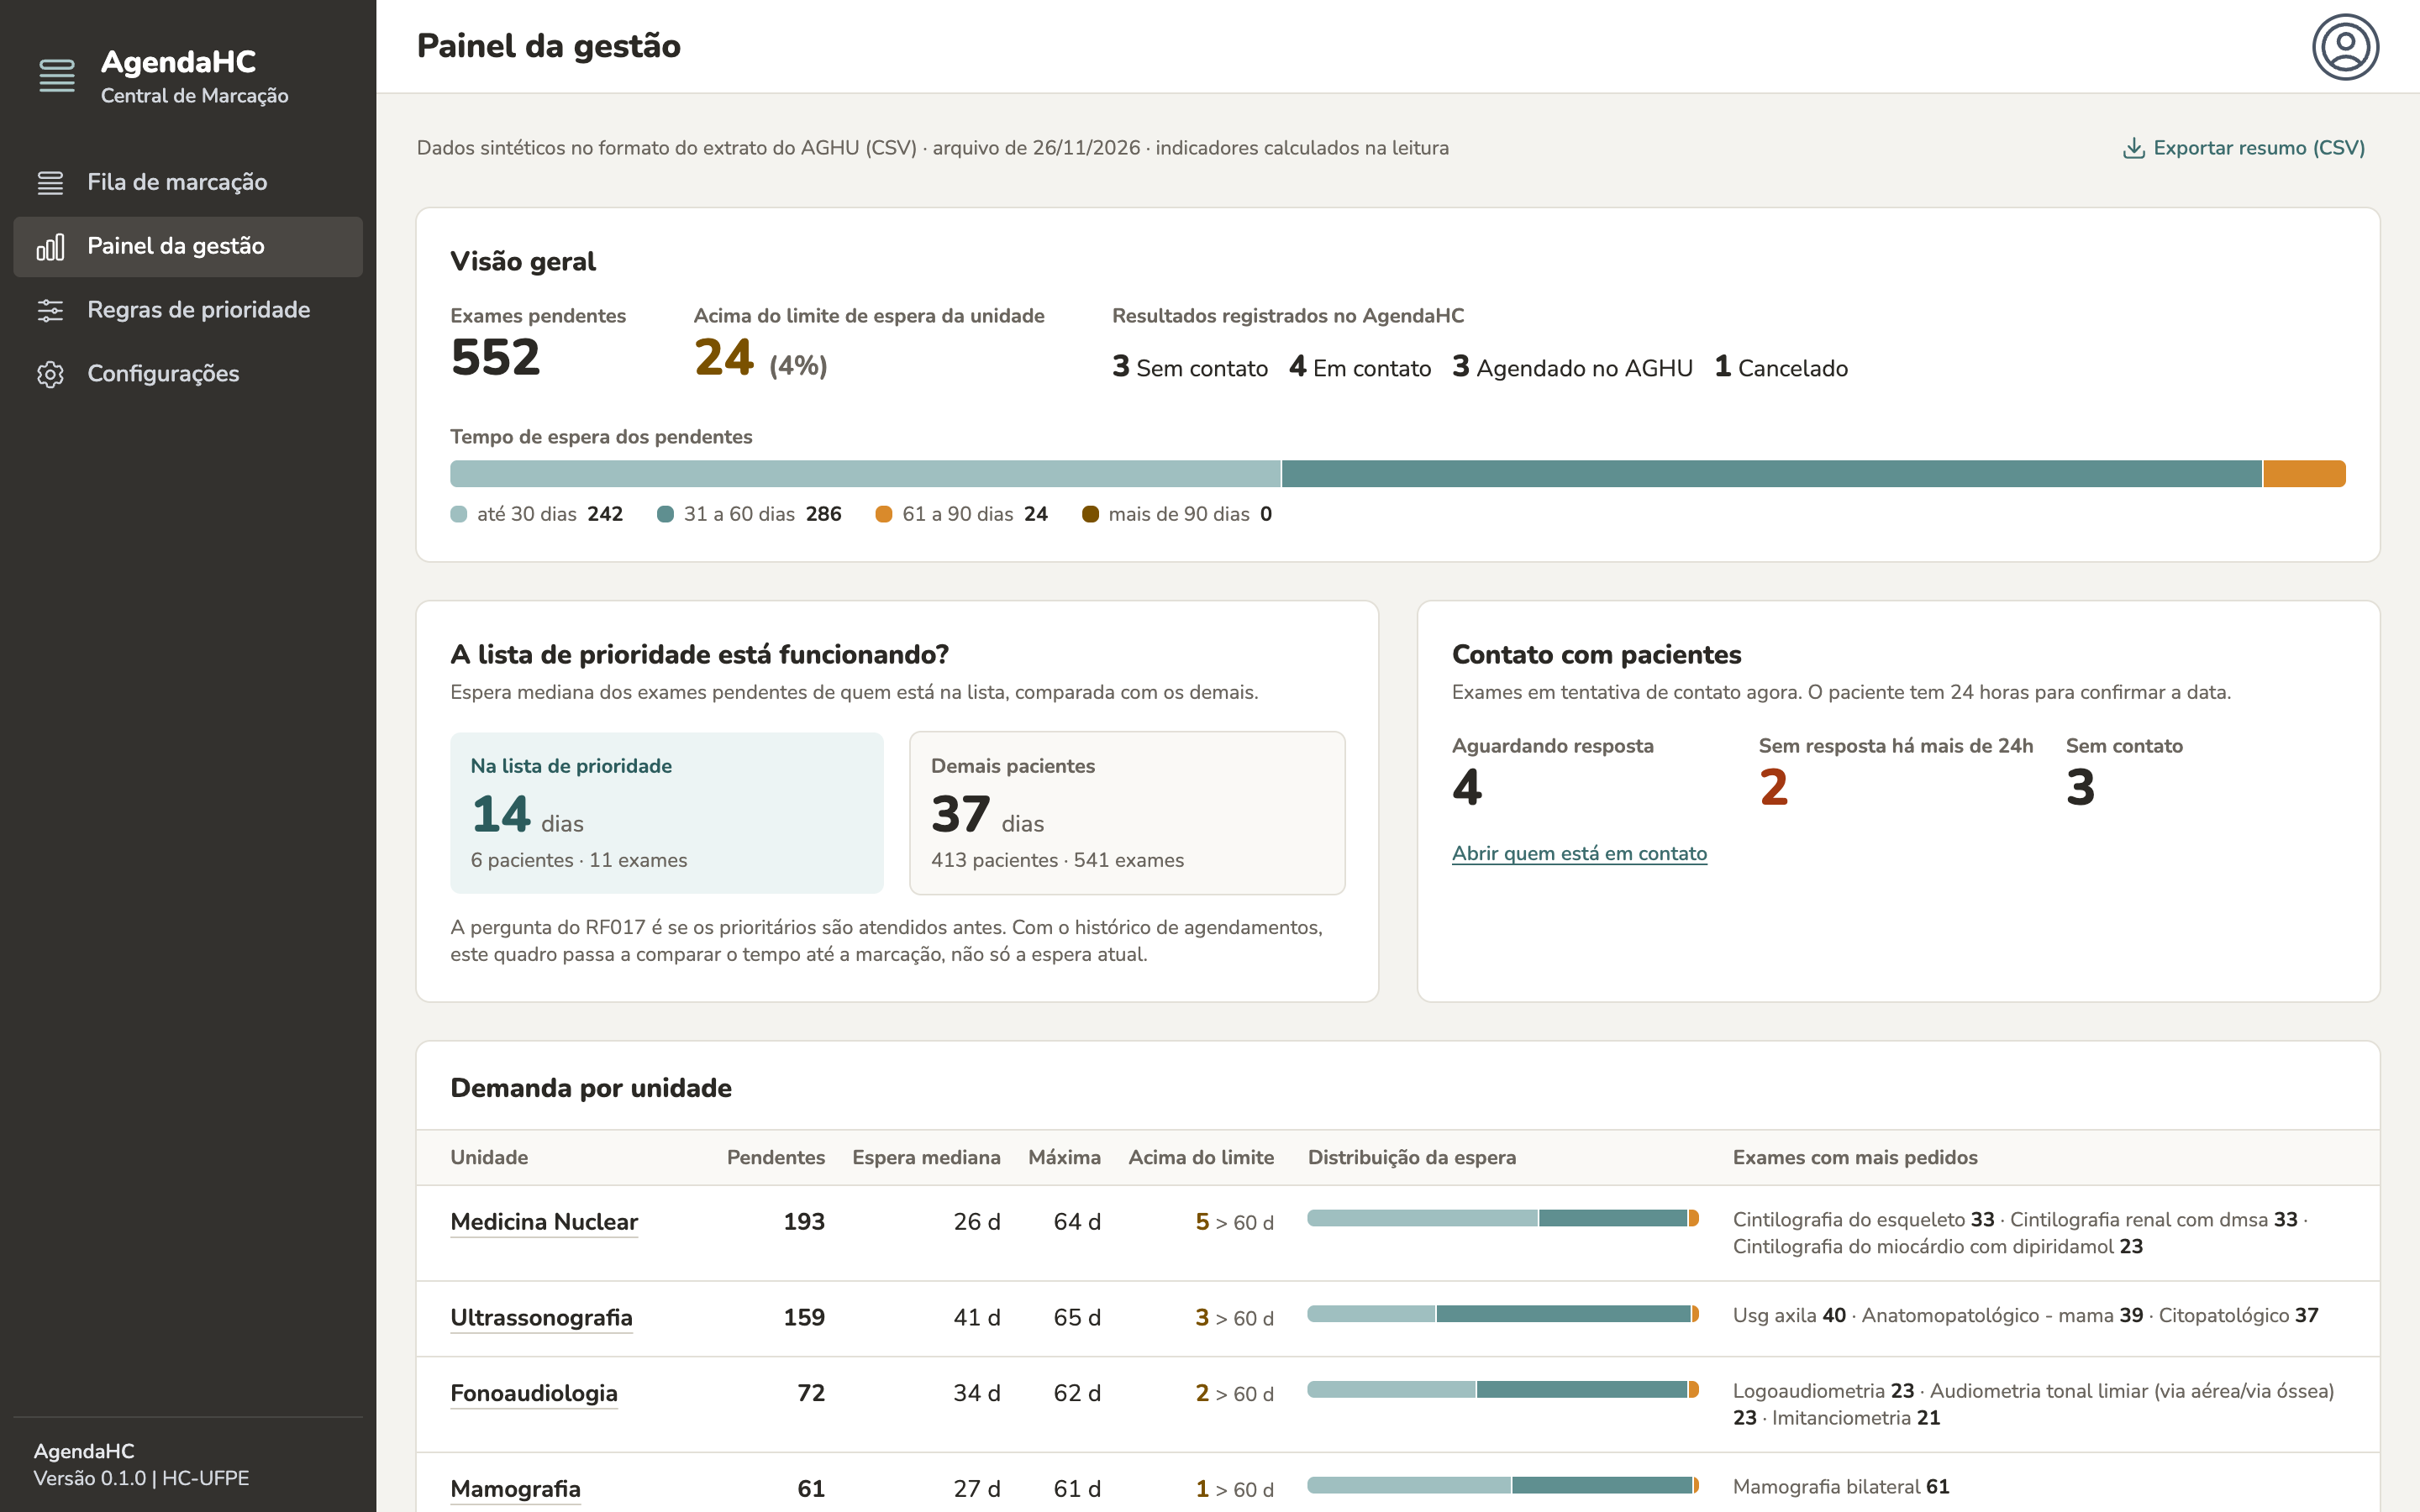 AgendaHC
Central de Marcação
Fila de marcação
Painel da gestão
Regras de prioridade
Configurações
AgendaHC
Versão 0.1.0 | HC-UFPE
Painel da gestão
Dados sintéticos no formato do extrato do AGHU (CSV) · arquivo de 26/11/2026 · indicadores calculados na leitura
Exportar resumo (CSV)
Visão geral
Exames pendentes
552
Acima do limite de espera da unidade
24 (4%)
Resultados registrados no AgendaHC
3 Sem contato 4 Em contato 3 Agendado no AGHU 1 Cancelado
Tempo de espera dos pendentes
até 30 dias 242 31 a 60 dias 286 61 a 90 dias 24 mais de 90 dias 0
A lista de prioridade está funcionando?
Espera mediana dos exames pendentes de quem está na lista, comparada com os demais.
Na lista de prioridade
14 dias
6 pacientes · 11 exames
Demais pacientes
37 dias
413 pacientes · 541 exames
A pergunta do RF017 é se os prioritários são atendidos antes. Com o histórico de agendamentos,
este quadro passa a comparar o tempo até a marcação, não só a espera atual.
Contato com pacientes
Exames em tentativa de contato agora. O paciente tem 24 horas para confirmar a data.
Aguardando resposta
4
Sem resposta há mais de 24h
2
Sem contato
3
Abrir quem está em contato
Demanda por unidade
Unidade Pendentes Espera mediana Máxima Acima do limite Distribuição da espera Exames com mais pedidos
Medicina Nuclear 193 26 d 64 d 5 > 60 d Cintilografia do esqueleto 33 · Cintilografia renal com dmsa 33 ·
Cintilografia do miocárdio com dipiridamol 23
Ultrassonografia 159 41 d 65 d 3 > 60 d Usg axila 40 · Anatomopatológico - mama 39 · Citopatológico 37
Fonoaudiologia 72 34 d 62 d 2 > 60 d Logoaudiometria 23 · Audiometria tonal limiar (via aérea/via óssea)
23 · Imitanciometria 21
Mamografia 61 27 d 61 d 1 > 60 d Mamografia bilateral 61